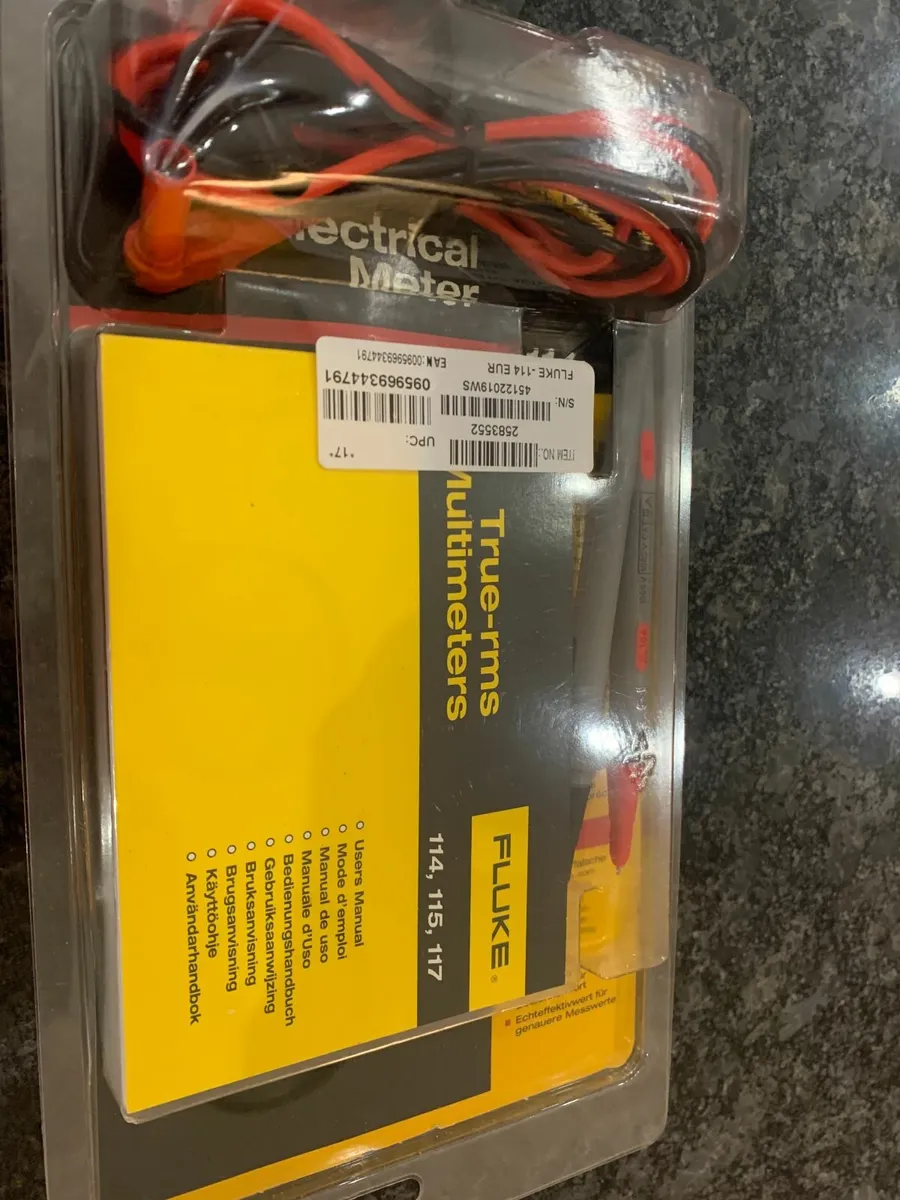 Electrical
Meter
ITEM NO.:
2583552
S/N:
45122019WS
FLUKE -114 EUR
*17*
UPC:
095969344791
EAN:0095969344791
True-rms
Multimeters
FLUKE®
114, 115, 117
Users Manual
Mode d'emploi
Manual de uso
Manuale d'Uso
Bedienungshandbuch
Gebruiksaanwijzing
Bruksanvisning
Brugsanvisning
Käyttöohje
Användarhandbok
Echteffektivwert für
genauere Messwerte